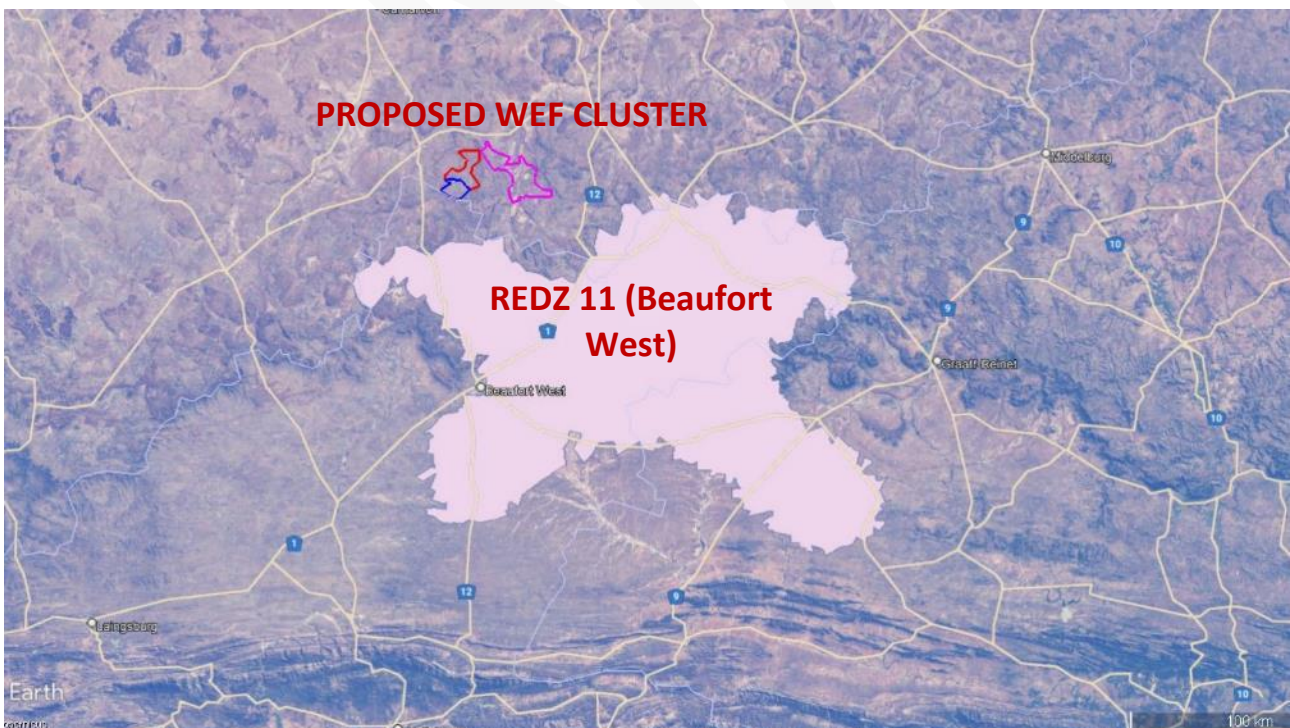 PROPOSED WEF CLUSTER
Middelburg
12
9
10
REDZ 11 (Beaufort
West)
9
1
Graaff Reinet
Beaufort West
10
1
12
9
Laingsburg
Earth
10
100 km